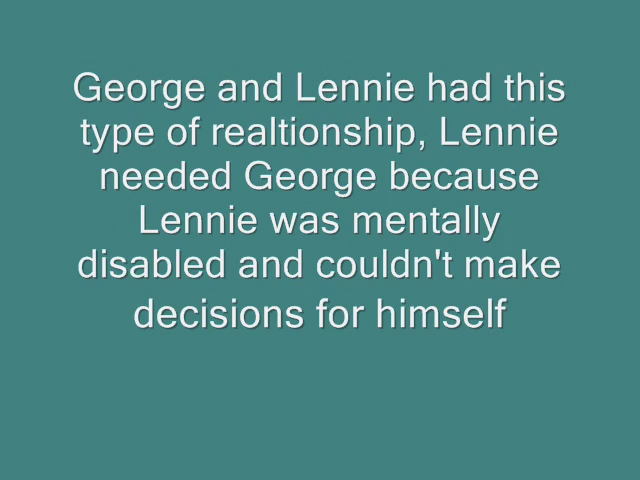 George and Lennie had this
type of realtionship, Lennie
needed George because
Lennie was mentally
disabled and couldn't make
decisions for himself